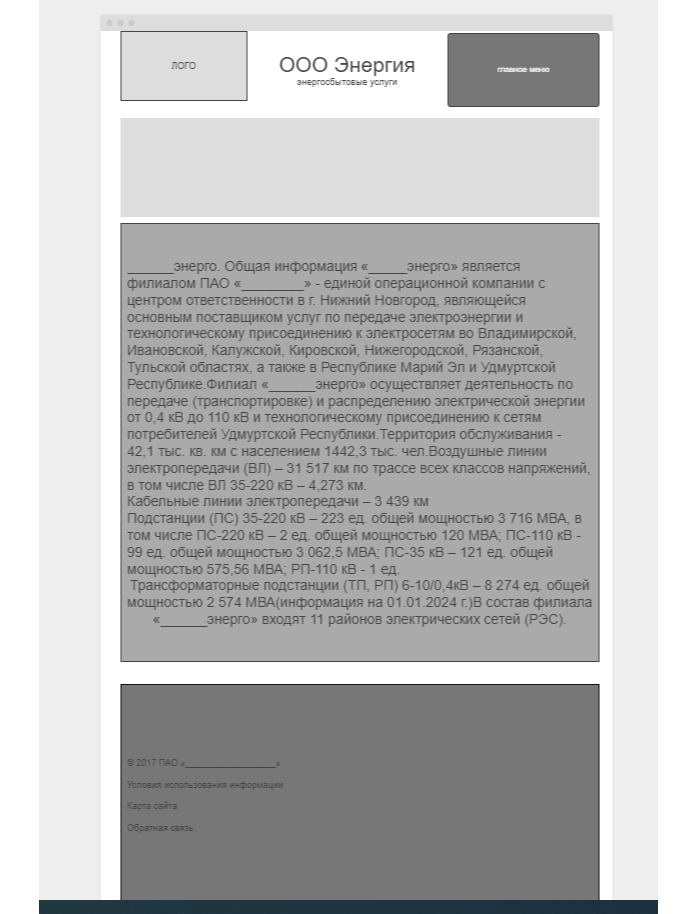 ЛОГО
ООО Энергия
энергосбытовые услуги
главное меню
______энерго. Общая информация «_____энерго» является
филиалом ПАО «________» - единой операционной компании с
центром ответственности в г. Нижний Новгород, являющейся
основным поставщиком услуг по передаче электроэнергии и
технологическому присоединению к электросетям во Владимирской,
Ивановской, Калужской, Кировской, Нижегородской, Рязанской,
Тульской областях, а также в Республике Марий Эл и Удмуртской
Республике.Филиал «______энерго» осуществляет деятельность по
передаче (транспортировке) и распределению электрической энергии
от 0,4 кВ до 110 кВ и технологическому присоединению к сетям
потребителей Удмуртской Республики.Территория обслуживания -
42,1 тыс. кв. км с населением 1442,3 тыс. чел.Воздушные линии
электропередачи (ВЛ) – 31 517 км по трассе всех классов напряжений,
в том числе ВЛ 35-220 кВ – 4,273 км.
Кабельные линии электропередачи – 3 439 км
Подстанции (ПС) 35-220 кВ – 223 ед. общей мощностью 3 716 МВА, в
том числе ПС-220 кВ – 2 ед. общей мощностью 120 МВА; ПС-110 кВ -
99 ед. общей мощностью 3 062,5 МВА; ПС-35 кВ – 121 ед. общей
мощностью 575,56 МВА; РП-110 кВ - 1 ед.
Трансформаторные подстанции (ТП, РП) 6-10/0,4кВ – 8 274 ед. общей
мощностью 2 574 МВА(информация на 01.01.2024 г.)В состав филиала
«______энерго» входят 11 районов электрических сетей (РЭС).
© 2017 ПАО «__________________»
Условия использования информации
Карта сайта
Обратная связь